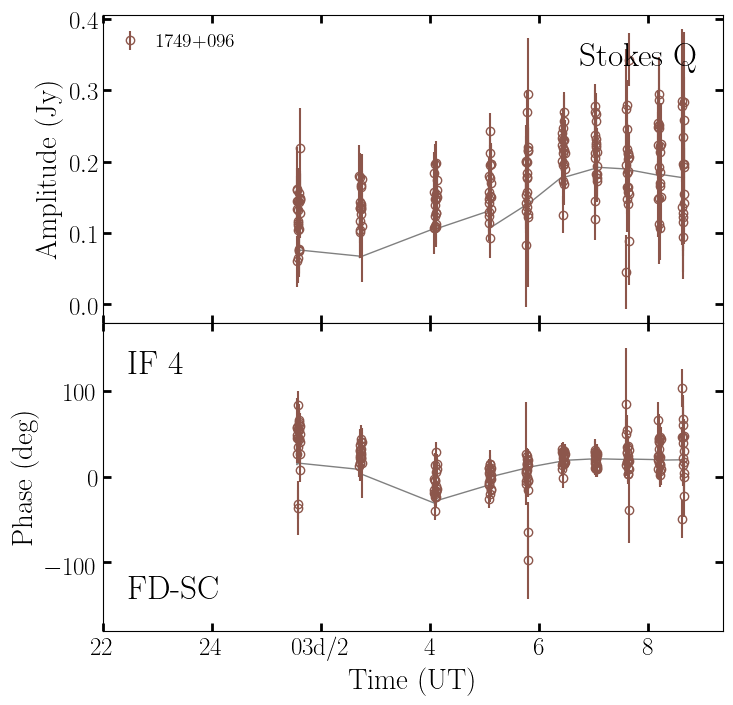 1749+096
Stokes Q
0.4
0.3
0.2
0.1
0.0
Amplitude (Jy)
IF 4
100
0
−100
Phase (deg)
FD-SC
22 24 03d/2 4 6 8
Time (UT)